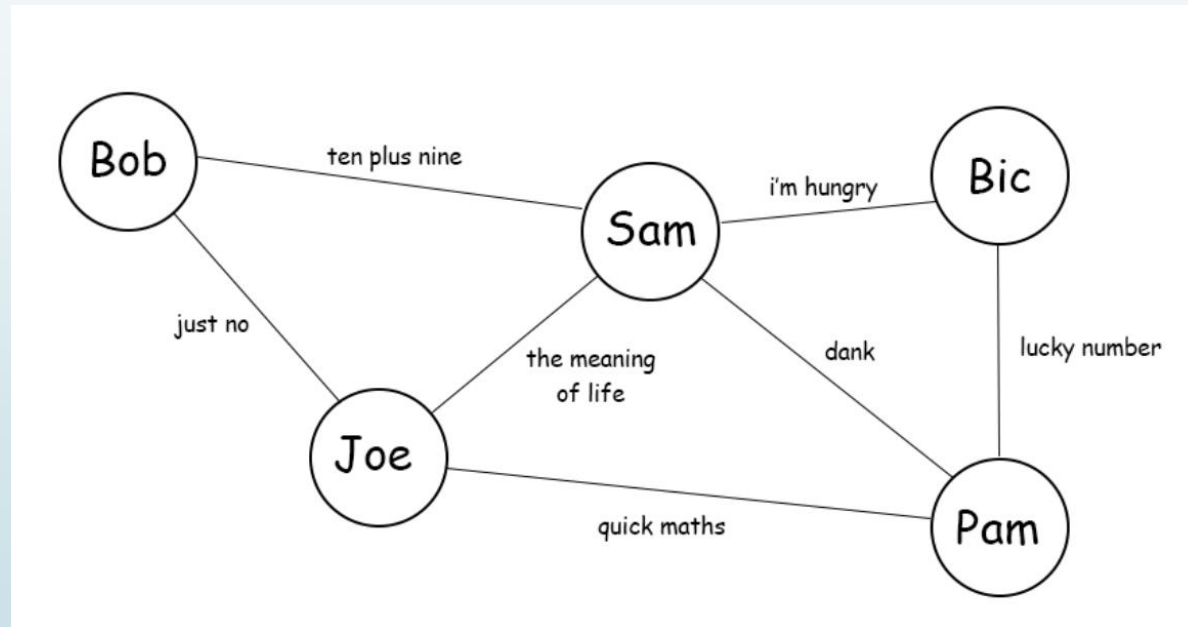 Bob
ten plus nine
Sam
i'm hungry
Bic
just no
the meaning
of life
dank
lucky number
Joe
quick maths
Pam